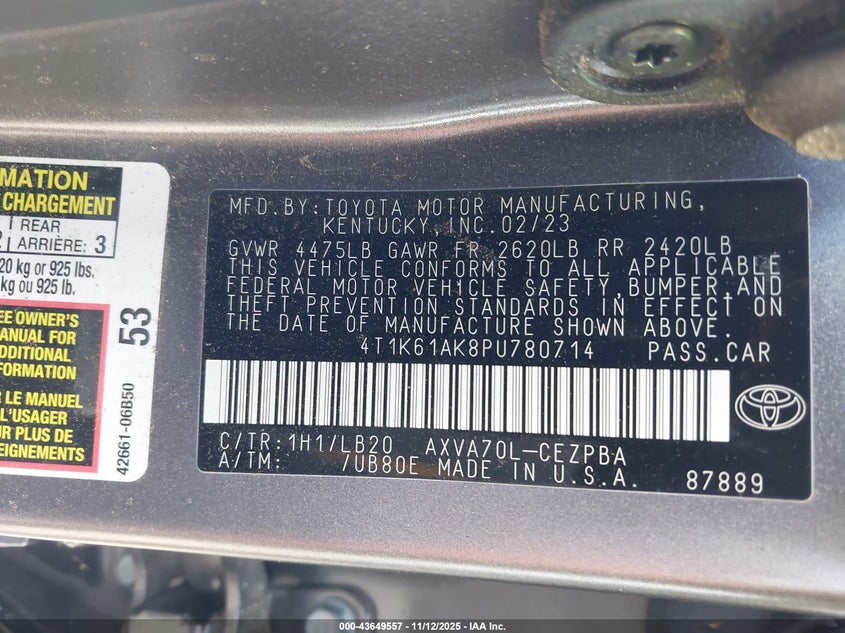 MATION
CHARGEMENT
REAR
ARRIÈRE: 3
20 kg or 925 lbs.
kg ou 925 lb.
EE OWNER'S
MANUAL FOR
ADDITIONAL
FORMATION
R LE MANUEL
L'USAGER
UR PLUS DE
SEIGNEMENTS
53
42661-06B50
MFD.BY:TOYOTA MOTOR MANUFACTURING,
KENTUCKY, INC.02/23
GVWR 4475LB GAWR FR 2620LB RR 2420LB
THIS VEHICLE CONFORMS TO ALL APPLICABLE
FEDERAL MOTOR VEHICLE SAFETY, BUMPER,AND
THEFT PREVENTION STANDARDS IN EFFECT ON
THE DATE OF MANUFACTURE SHOWN ABOVE.
4T1K61AK8PU780714 PASS.CAR
C/TR:1H1/LB20 AXVA70L-CEZPBA
A/TM: /UB80E MADE IN U.S.A.
87889
000-43649557 - 11/12/2025 - IAA Inc.